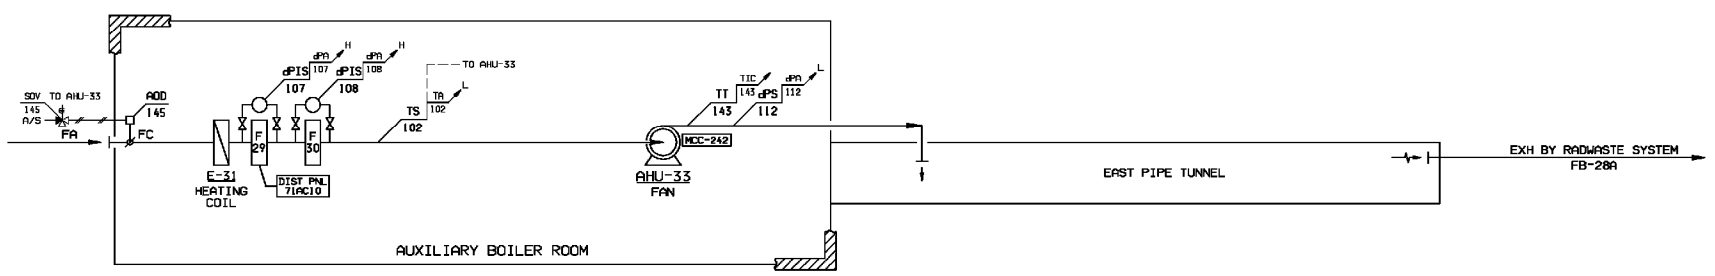 SOV TO AHU-33
145
A/S
FA
AOD
145
FC
E-31
HEATING
COIL
F
29
DIST PNL
71AC10
F
30
dPIS
107
dPA
107
H
dPIS
108
dPA
108
H
TS
102
TA
102
L
TO AHU-33
AHU-33
FAN
MCC-242
TT
143
TIC
143
dPS
112
dPA
112
L
AUXILIARY BOILER ROOM
EAST PIPE TUNNEL
EXH BY RADWASTE SYSTEM
FB-28A